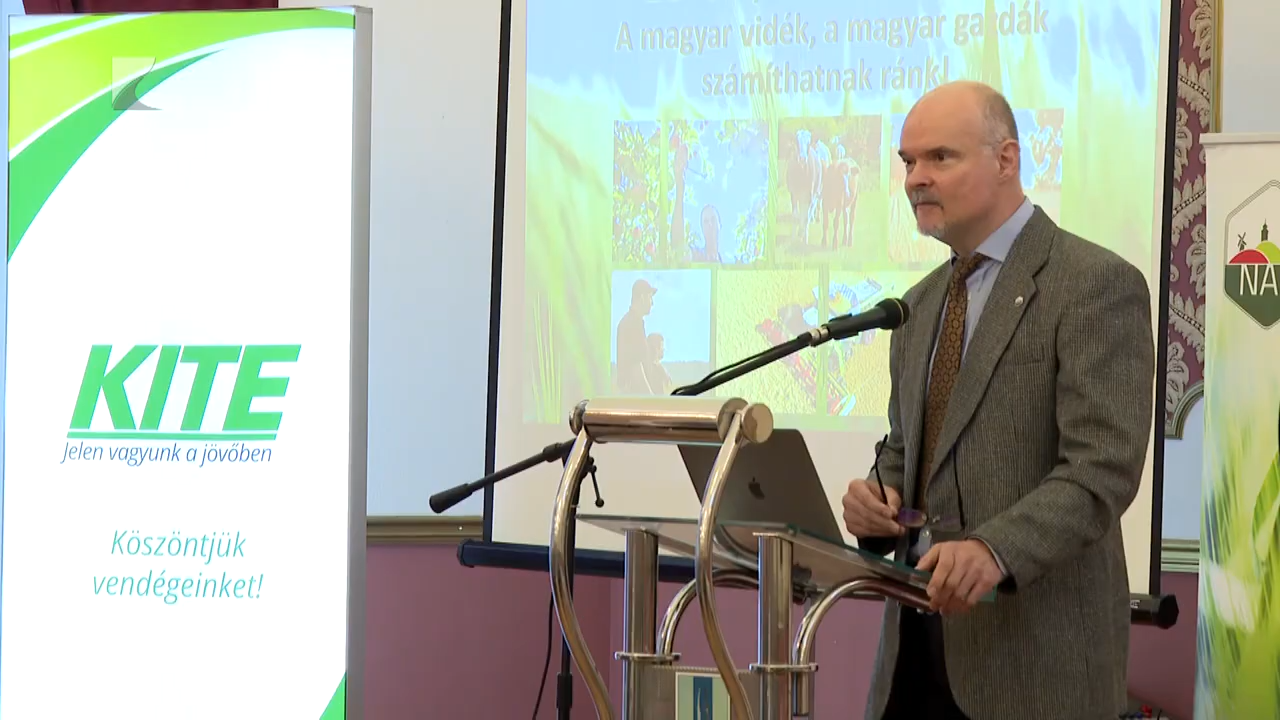 A magyar vidék, a magyar gazdák
számíthatnak ránk!
KITE
Jelen vagyunk a jövőben
Köszöntjük
vendégeinket!
NA